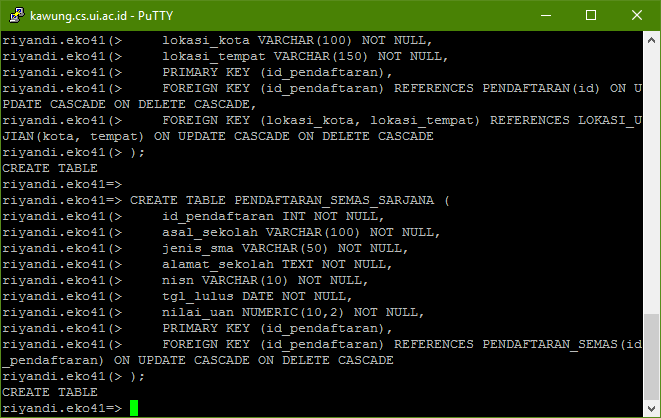 kawung.cs.ui.ac.id - PuTTY
riyandi.eko41(>     lokasi_kota VARCHAR(100) NOT NULL,
riyandi.eko41(>     lokasi_tempat VARCHAR(150) NOT NULL,
riyandi.eko41(>     PRIMARY KEY (id_pendaftaran),
riyandi.eko41(>     FOREIGN KEY (id_pendaftaran) REFERENCES PENDAFTARAN(id) ON U
PDATE CASCADE ON DELETE CASCADE,
riyandi.eko41(>     FOREIGN KEY (lokasi_kota, lokasi_tempat) REFERENCES LOKASI_U
JIAN(kota, tempat) ON UPDATE CASCADE ON DELETE CASCADE
riyandi.eko41(> );
CREATE TABLE
riyandi.eko41=>
riyandi.eko41=> CREATE TABLE PENDAFTARAN_SEMAS_SARJANA (
riyandi.eko41(>     id_pendaftaran INT NOT NULL,
riyandi.eko41(>     asal_sekolah VARCHAR(100) NOT NULL,
riyandi.eko41(>     jenis_sma VARCHAR(50) NOT NULL,
riyandi.eko41(>     alamat_sekolah TEXT NOT NULL,
riyandi.eko41(>     nisn VARCHAR(10) NOT NULL,
riyandi.eko41(>     tgl_lulus DATE NOT NULL,
riyandi.eko41(>     nilai_uan NUMERIC(10,2) NOT NULL,
riyandi.eko41(>     PRIMARY KEY (id_pendaftaran),
riyandi.eko41(>     FOREIGN KEY (id_pendaftaran) REFERENCES PENDAFTARAN_SEMAS(id
_pendaftaran) ON UPDATE CASCADE ON DELETE CASCADE
riyandi.eko41(> );
CREATE TABLE
riyandi.eko41=>